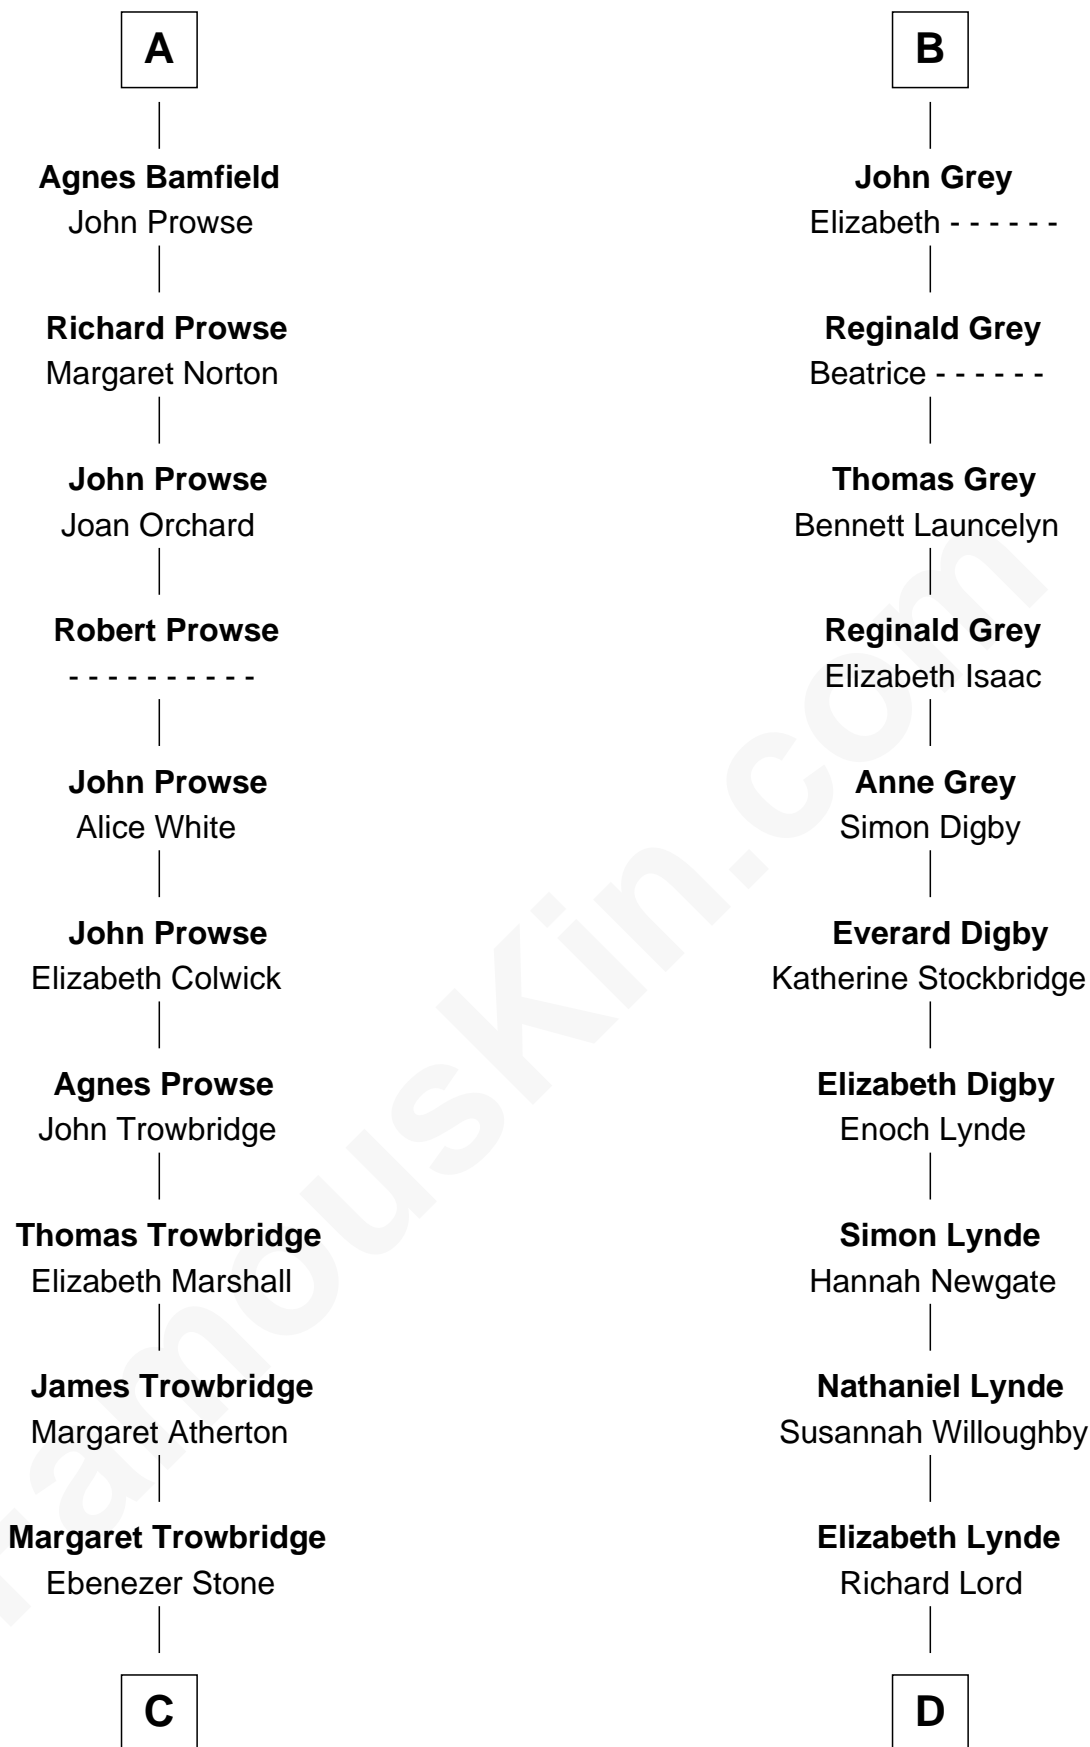 A
Agnes Bamfield
John Prowse
Richard Prowse
Margaret Norton
John Prowse
Joan Orchard
Robert Prowse
- - - - - - - - - -
John Prowse
Alice White
John Prowse
Elizabeth Colwick
Agnes Prowse
John Trowbridge
Thomas Trowbridge
Elizabeth Marshall
James Trowbridge
Margaret Atherton
Margaret Trowbridge
Ebenezer Stone
C
B
John Grey
Elizabeth - - - - - -
Reginald Grey
Beatrice - - - - - -
Thomas Grey
Bennett Launcelyn
Reginald Grey
Elizabeth Isaac
Anne Grey
Simon Digby
Everard Digby
Katherine Stockbridge
Elizabeth Digby
Enoch Lynde
Simon Lynde
Hannah Newgate
Nathaniel Lynde
Susannah Willoughby
Elizabeth Lynde
Richard Lord
D
FamousKin.com